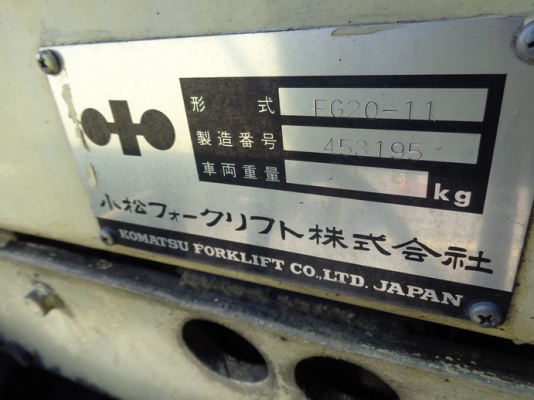 形式 FG20-11
製造番号 453195
車両重量 kg
小松フォークリフト株式会社
KOMATSU FORKLIFT CO.,LTD. JAPAN